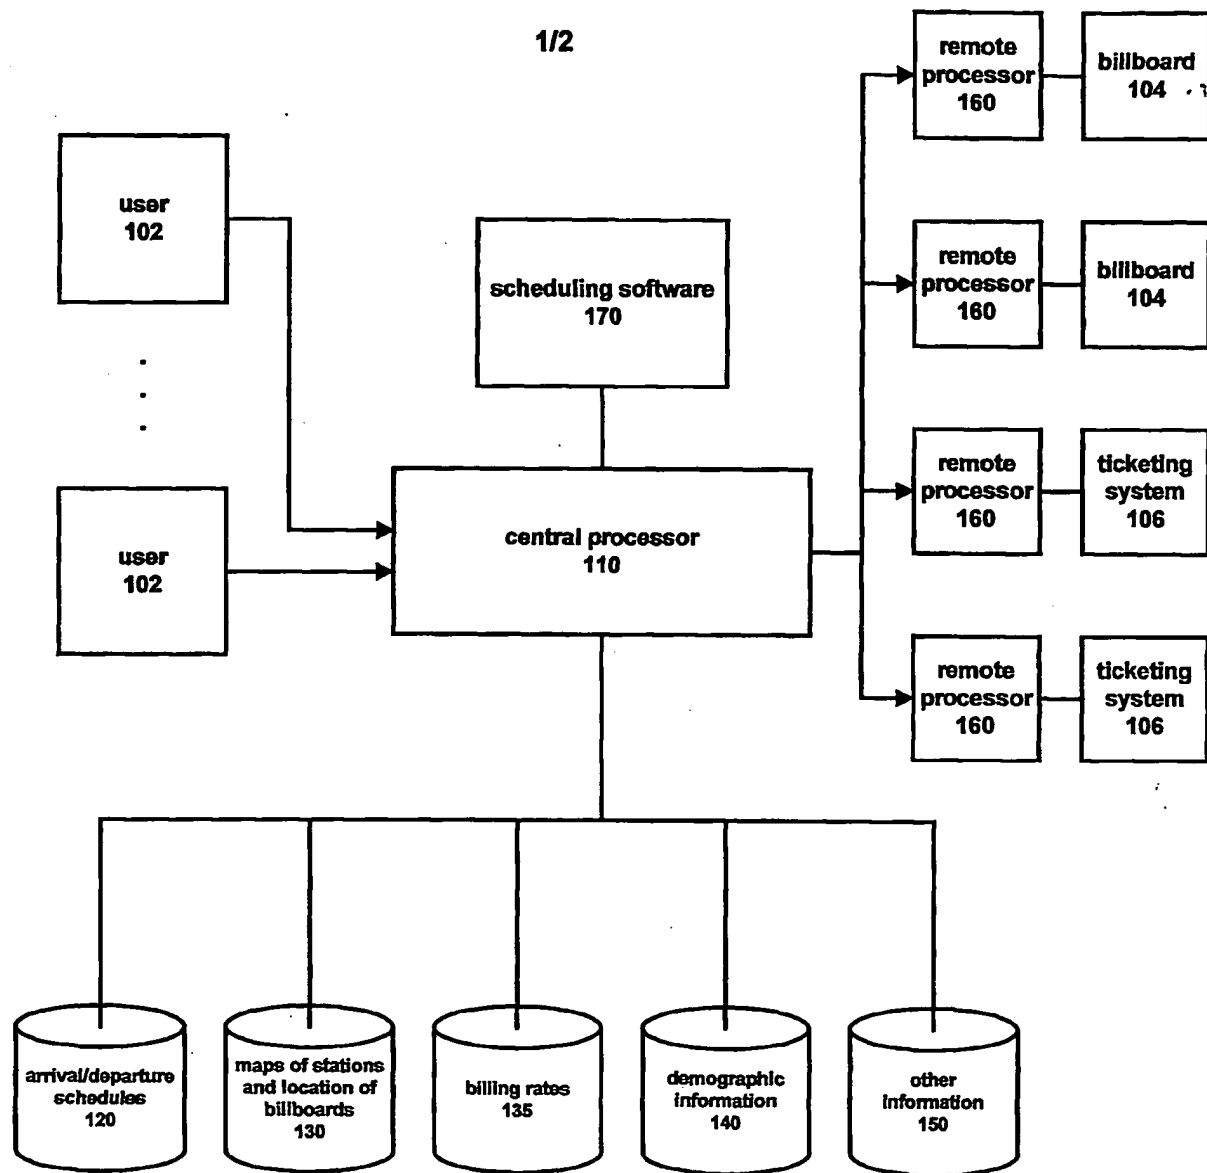 1/2
remote
processor
160
billboard
104
user
102
remote
processor
160
billboard
104
scheduling software
170
remote
processor
160
ticketing
system
106
user
102
central processor
110
remote
processor
160
ticketing
system
106
arrival/departure
schedules
120
maps of stations
and location of
billboards
130
billing rates
135
demographic
information
140
other
information
150